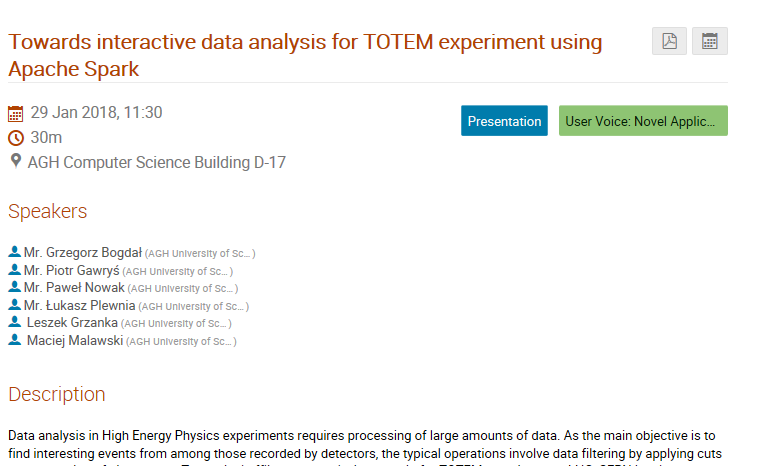 Towards interactive data analysis for TOTEM experiment using
Apache Spark
29 Jan 2018, 11:30
30m
AGH Computer Science Building D-17
Presentation
User Voice: Novel Applic...
Speakers
Mr. Grzegorz Bogdał (AGH University of Sc... )
Mr. Piotr Gawryś (AGH University of Sc... )
Mr. Paweł Nowak (AGH University of Sc... )
Mr. Łukasz Plewnia (AGH University of Sc... )
Leszek Grzanka (AGH University of Sc... )
Maciej Malawski (AGH University of Sc... )
Description
Data analysis in High Energy Physics experiments requires processing of large amounts of data. As the main objective is to
find interesting events from among those recorded by detectors, the typical operations involve data filtering by applying cuts